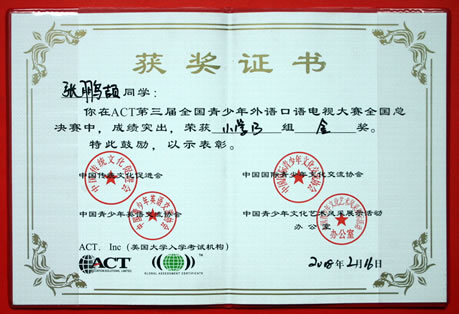 获奖证书
张鹏颉同学：
你在ACT第三届全国青少年外语口语电视大赛全国总
决赛中，成绩突出，荣获 小学B 组 金 奖。
特此鼓励，以示表彰。
中国传统文化促进会 中国国际青少年文化交流协会
中国青少年英语交流协会 中国青少年文化艺术风采展示活动
办公室
ACT．Inc（美国大学入学考试机构）
ACT
GLOBAL ASSESSMENT CERTIFICATE
2008年2月16日